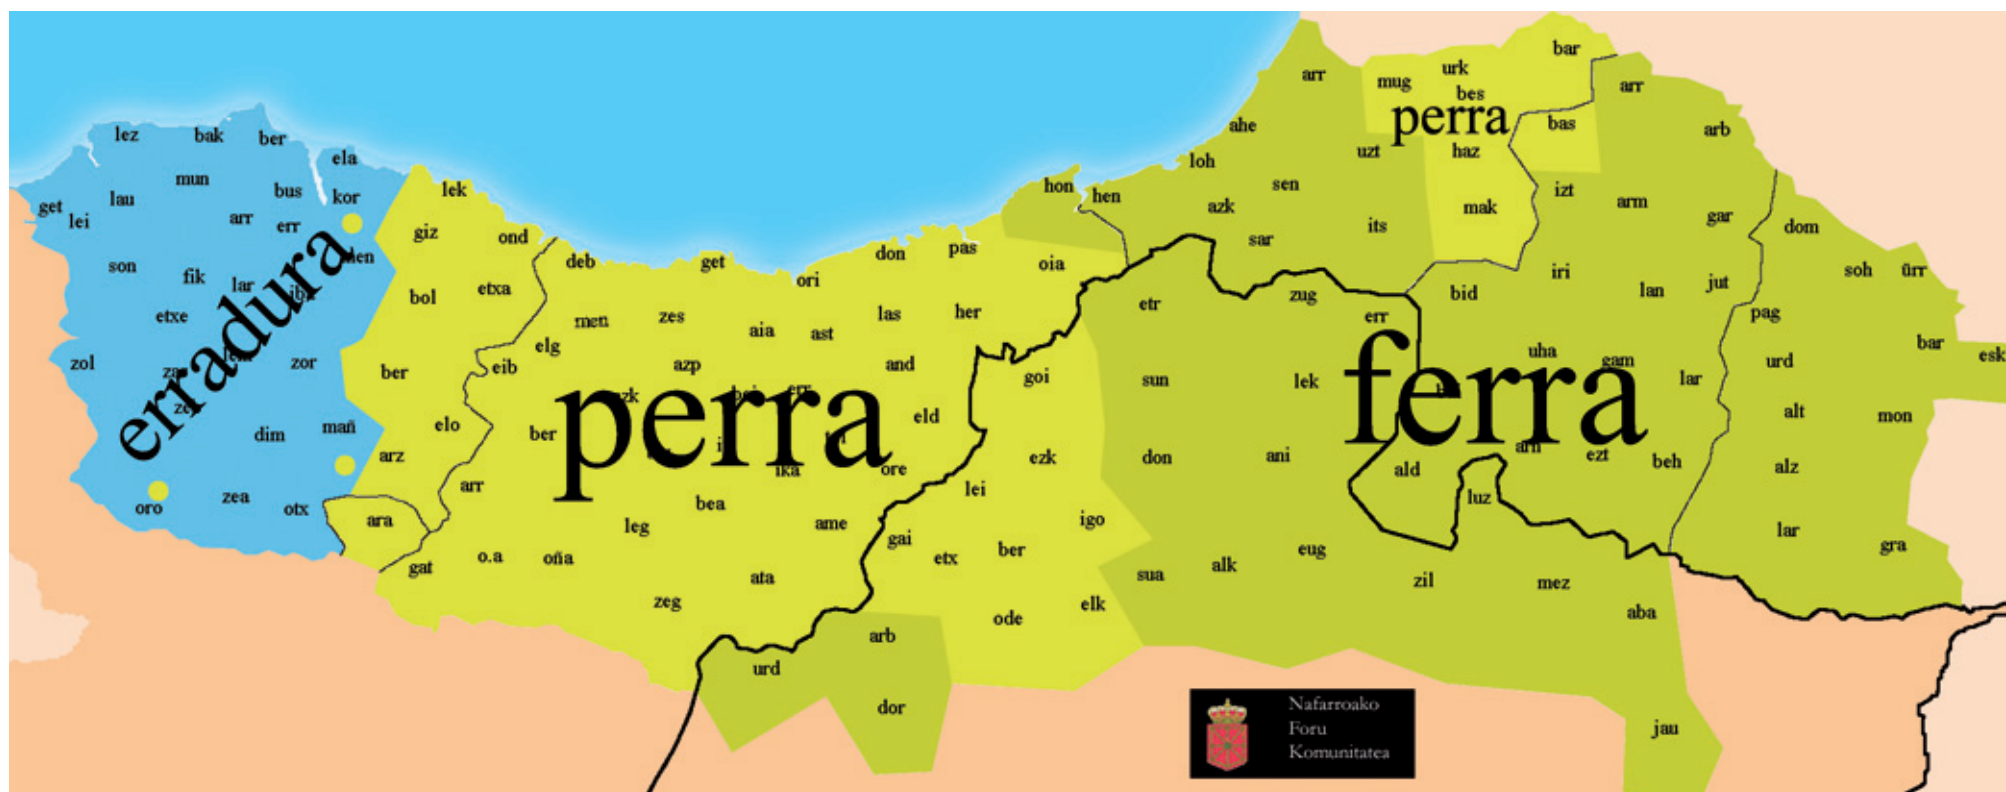 lez
bak
ber
ela
mun
bus
kor
lau
get
lei
arr
err
men
son
fik
lar
etxe
zol
zor
erradura
dim
mañ
oro
zea
otx
lek
giz
ond
bol
etxa
ber
elo
arz
arr
ara
gat
deb
get
ori
don
pas
oia
men
zes
aia
ast
las
her
elg
eib
azp
and
eld
ber
perra
ika
ore
bea
leg
ame
o.a
oña
ata
zeg
hon
hen
goi
ezk
lei
igo
gai
etx
ber
ode
elk
arb
urd
dor
arr
mug
urk
bes
bar
perra
ahe
loh
uzt
haz
sen
azk
its
mak
sar
bas
arr
arb
izt
arm
gar
iri
bid
lan
jut
etr
zug
err
sun
lek
don
ani
uha
gam
lar
ferra
ald
arn
ezt
beh
luz
eug
alk
sua
zil
mez
aba
jau
dom
soh
ürr
pag
urd
bar
esk
alt
mon
alz
lar
gra
Nafarroako
Foru
Komunitatea